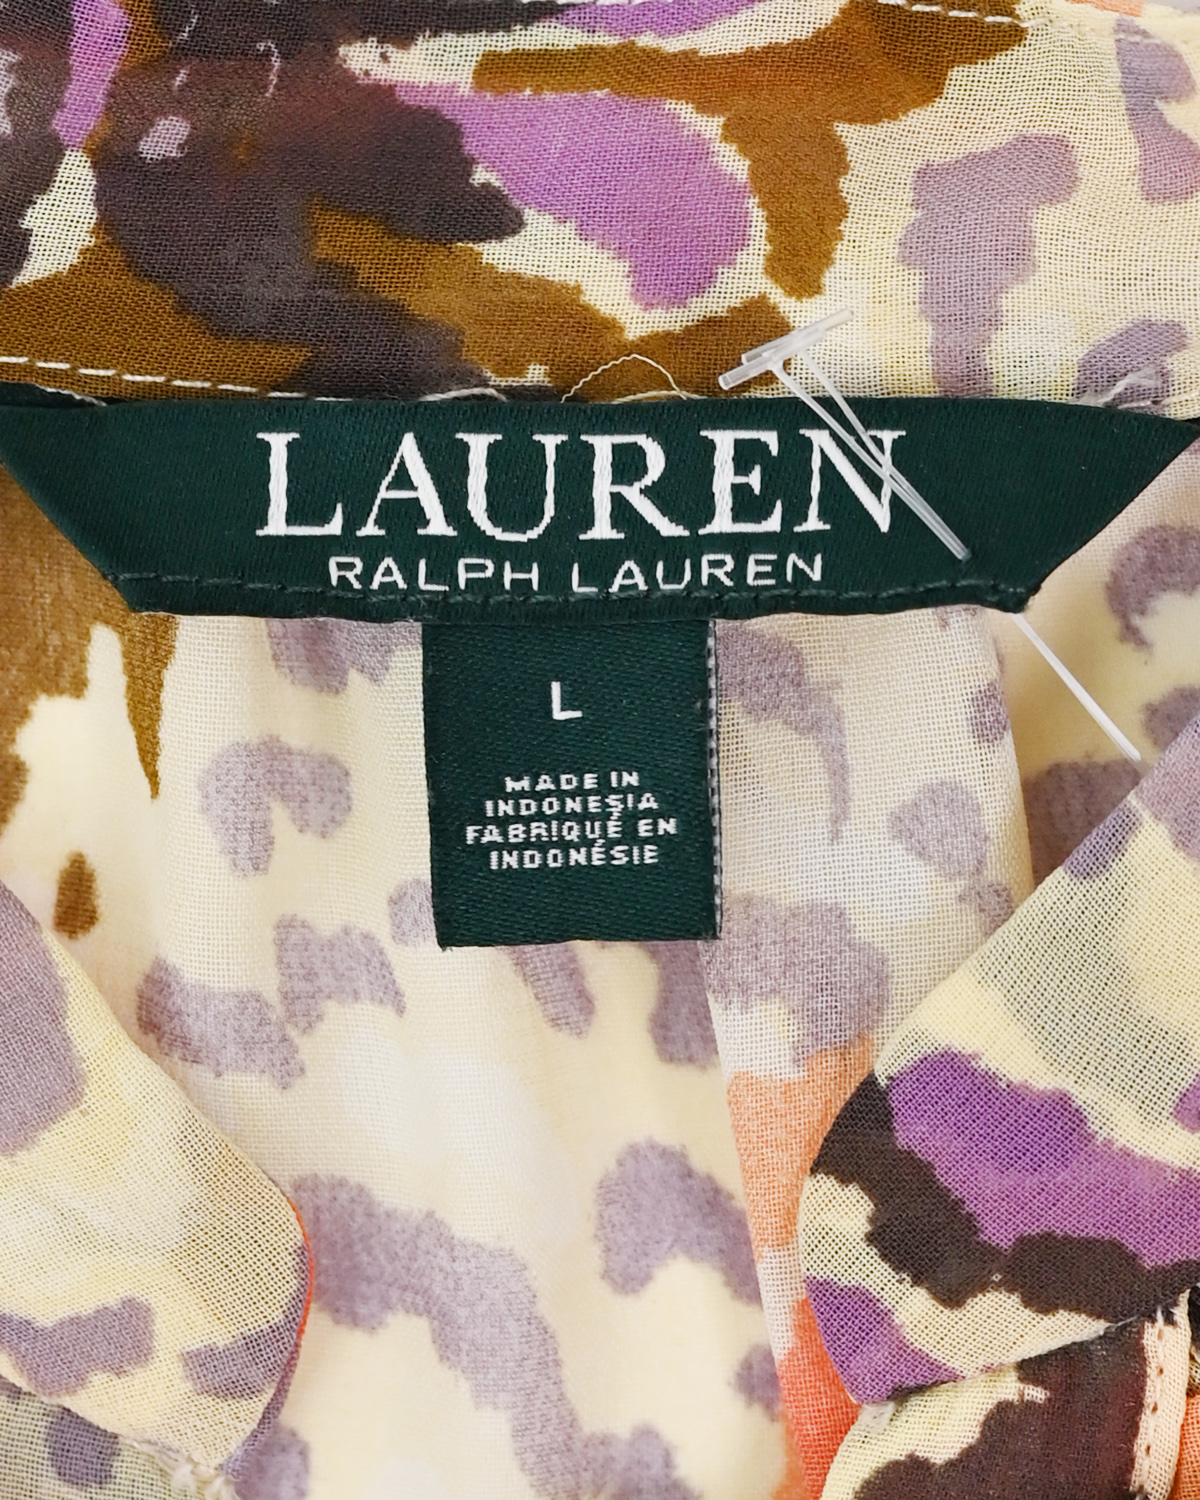 LAUREN
RALPH LAUREN
L
MADE IN
INDONESIA
FABRIQUÉ EN
INDONÉSIE